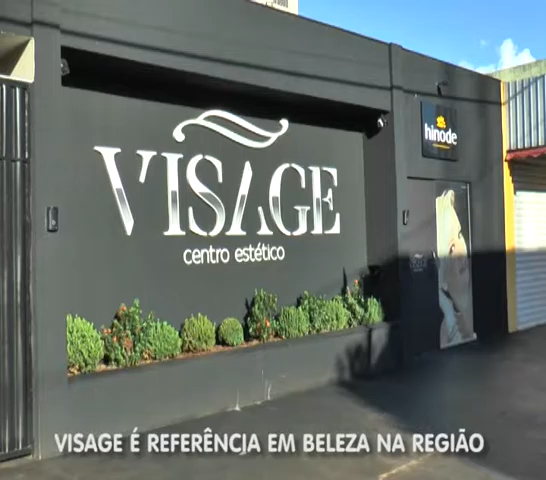 VISAGE
centro estético
hinode
VISAGE É REFERÊNCIA EM BELEZA NA REGIÃO